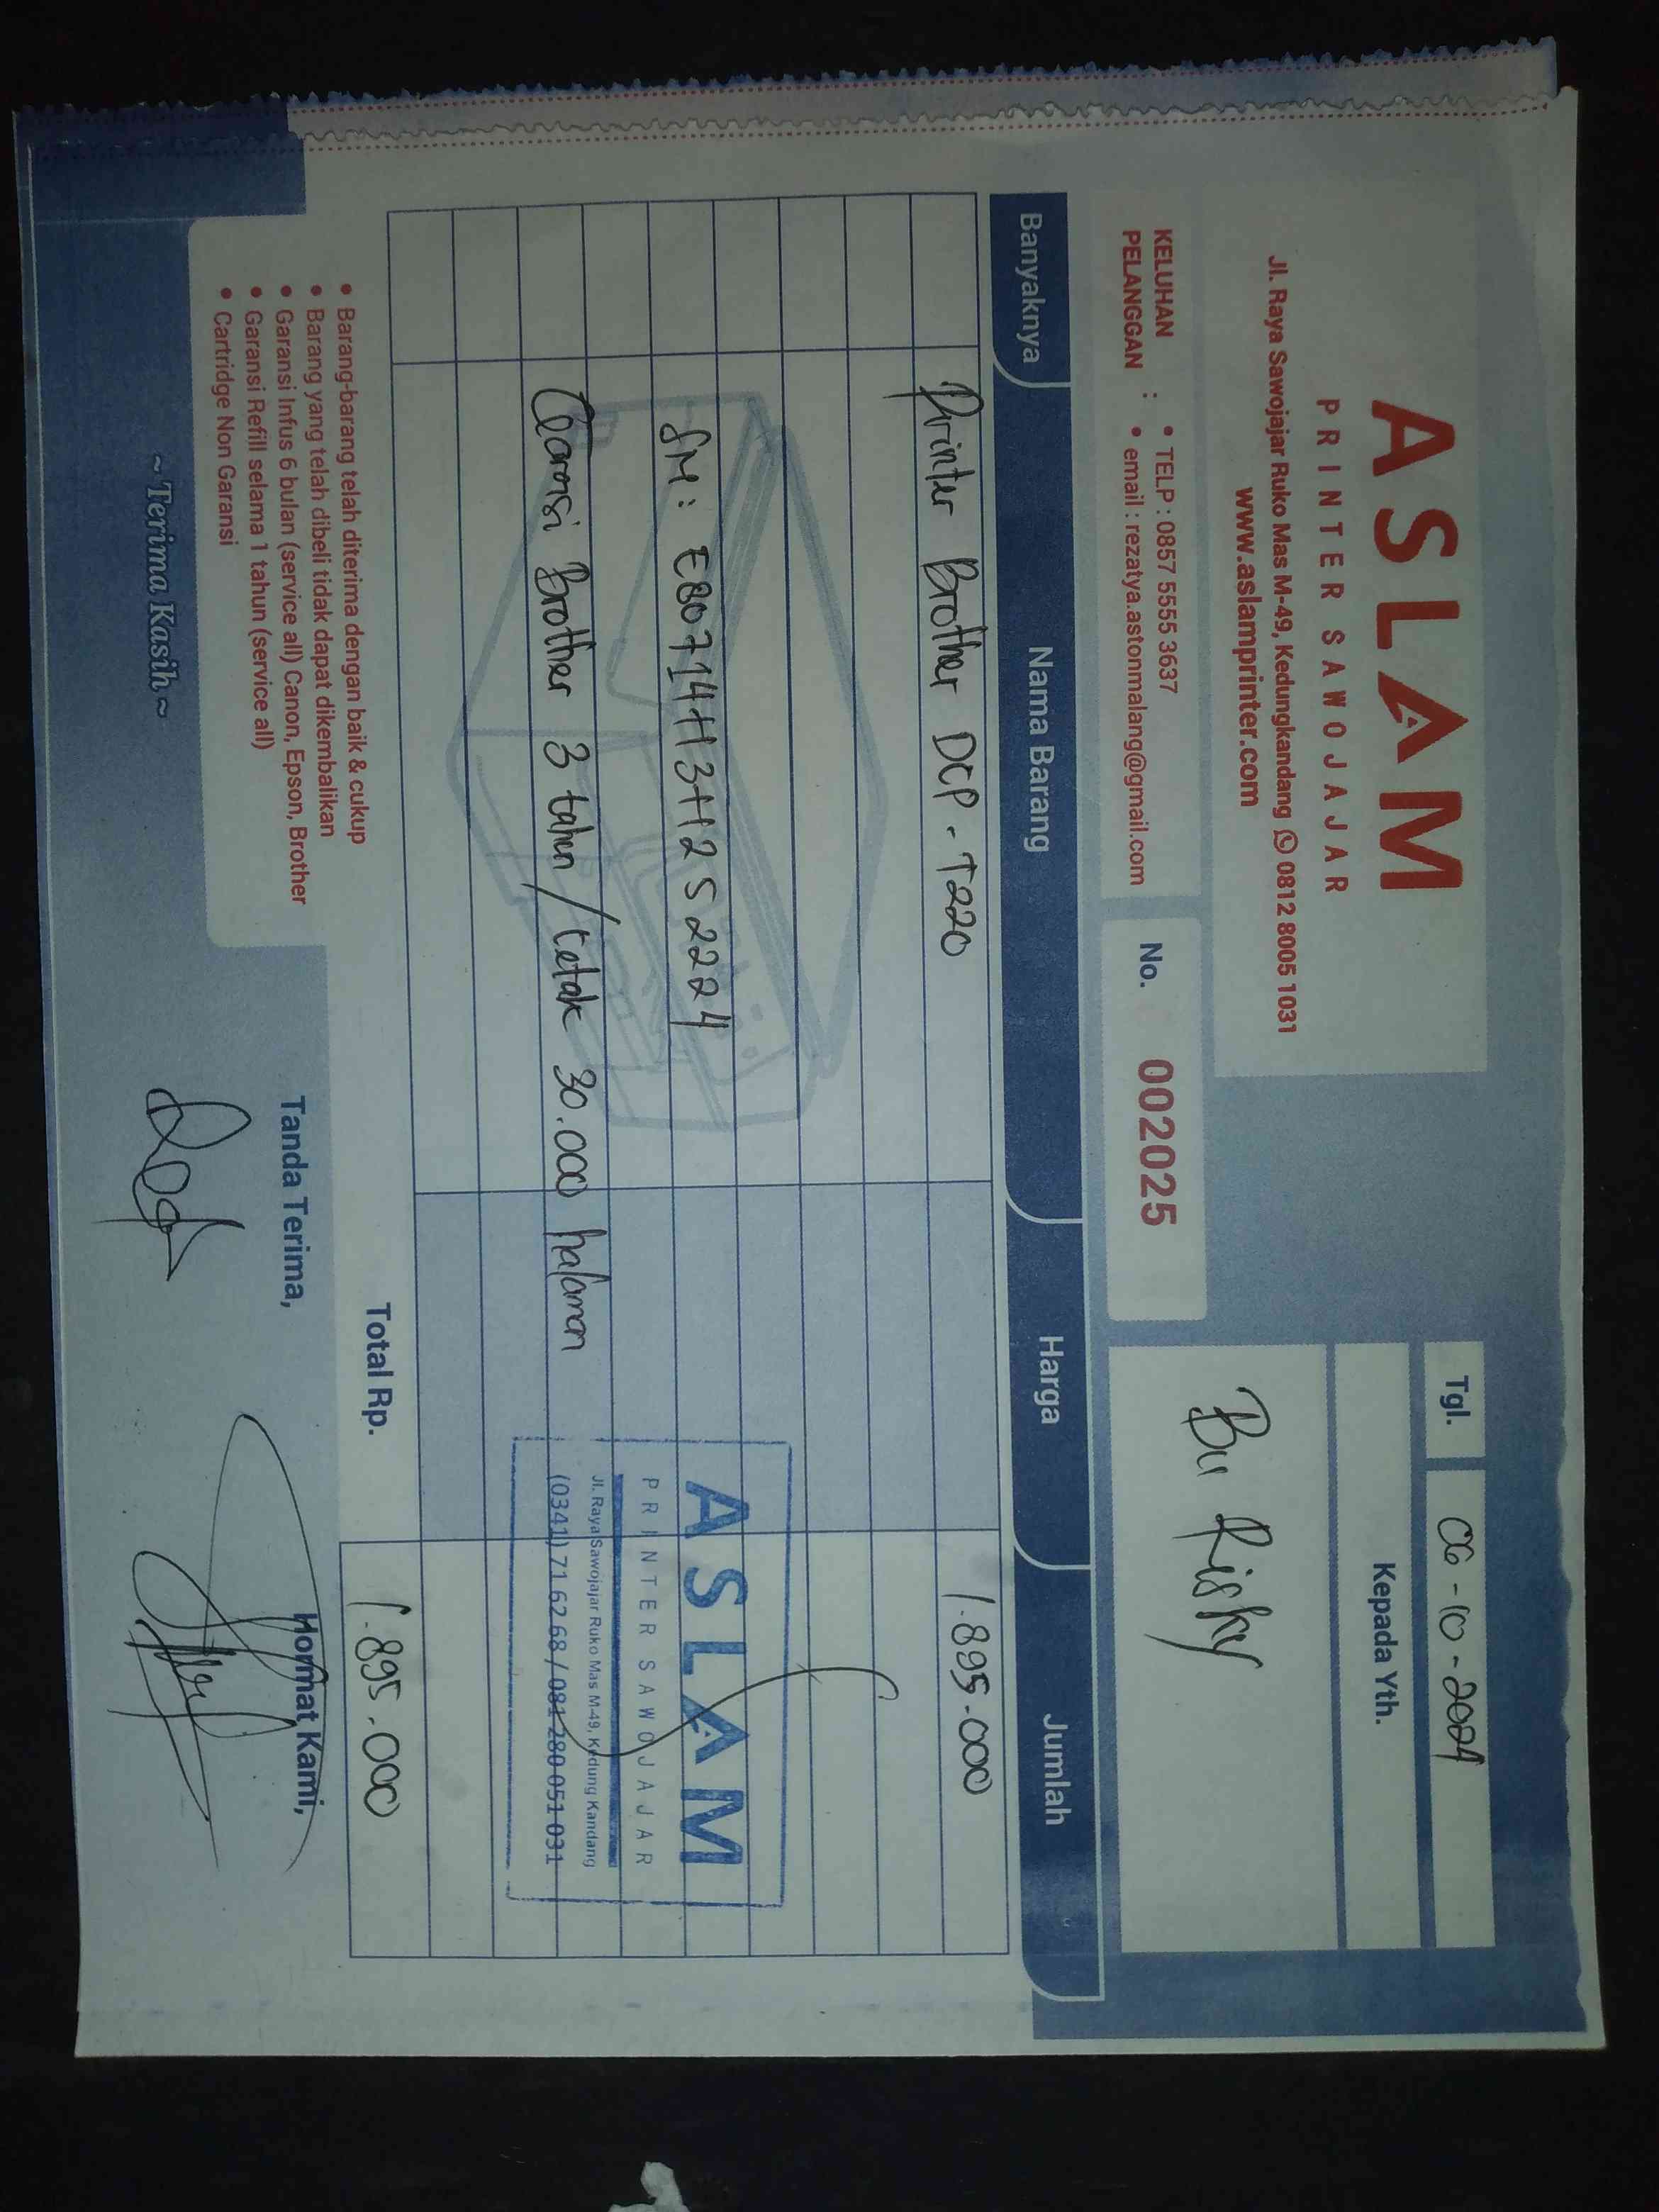 ASLAM
PRINTER SAWOJAJAR
Jl. Raya Sawojajar Ruko Mas M-49, Kedungkandang 0812 8005 1031
www.aslamprinter.com
KELUHAN PELANGGAN :
• TELP : 0857 5555 3637
• email : rezatya.astonmalang@gmail.com
No. 002025
Tgl. 06-10-2024
Kepada Yth.
Bu Risky
Banyaknya Nama Barang Harga Jumlah
Printer Brother DCP-T220 1.895.000
SN: E80714H3H255224
Garansi Brother 3 tahun / cetak 30.000 halaman
ASLAM
PRINTER SAWOJAJAR
Jl. Raya Sawojajar Ruko Mas M-49, Kedung Kandang
(0341) 71 62 68 / 081 280 051 031
Total Rp. 1.895.000
• Barang-barang telah diterima dengan baik & cukup
• Barang yang telah dibeli tidak dapat dikembalikan
• Garansi Infus 6 bulan (service all) Canon, Epson, Brother
• Garansi Refill selama 1 tahun (service all)
• Cartridge Non Garansi
~Terima Kasih~
Tanda Terima,
Hormat Kami,